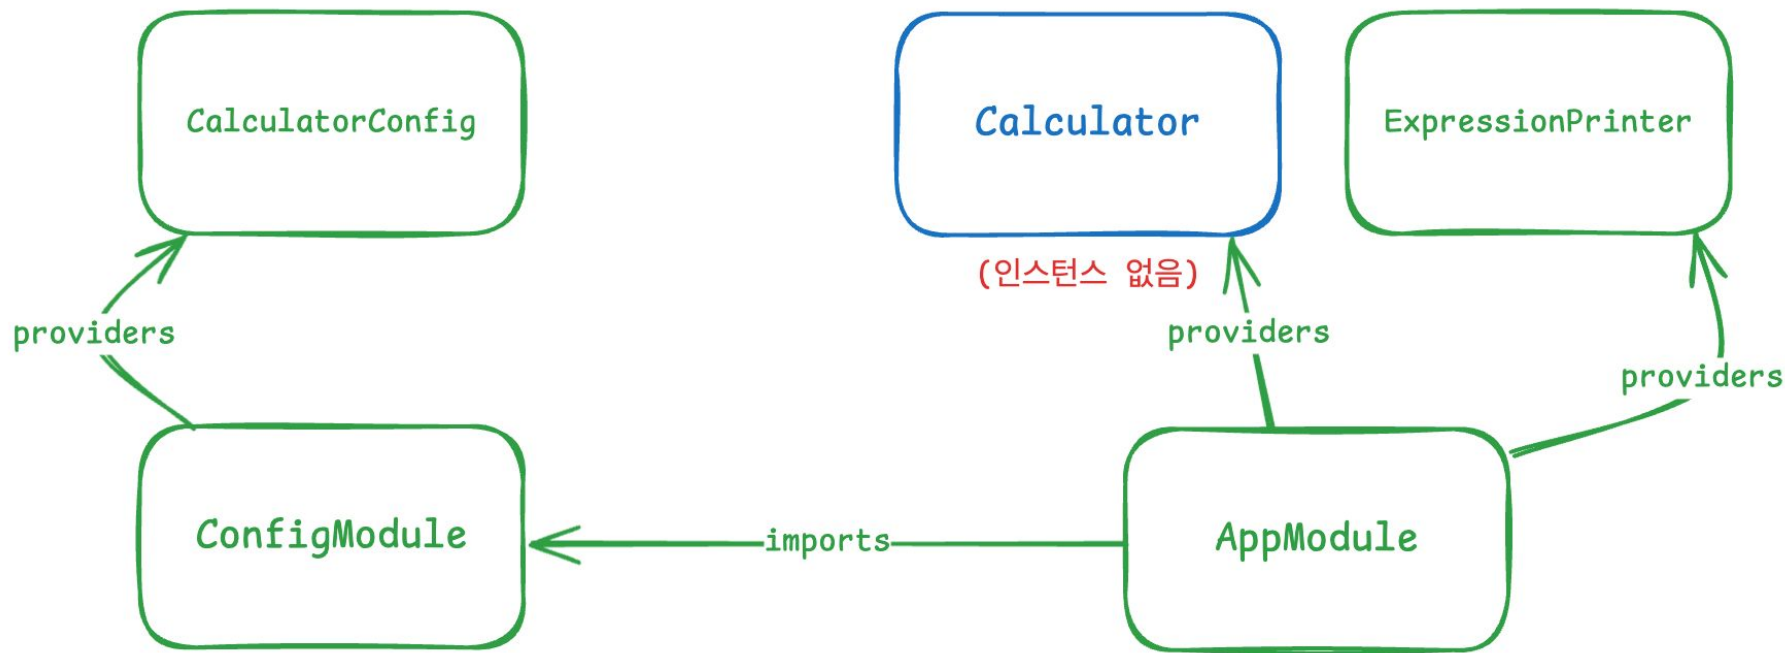 CalculatorConfig
Calculator
ExpressionPrinter
(인스턴스 없음)
providers
providers
providers
ConfigModule
imports
AppModule